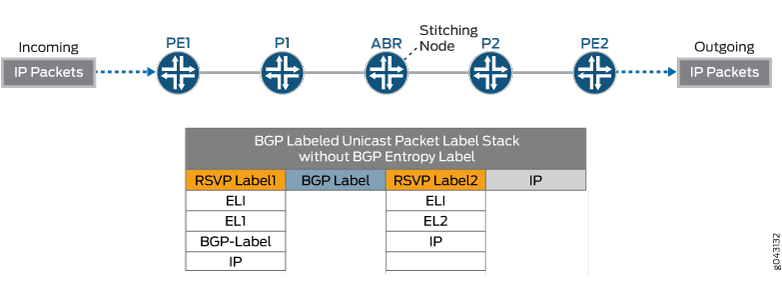 Stitching
Node
Incoming
PE1
P1
ABR
P2
PE2
Outgoing
IP Packets
IP Packets
BGP Labeled Unicast Packet Label Stack
without BGP Entropy Label
RSVP Label1 BGP Label RSVP Label2 IP
ELI ELI
EL1 EL2
BGP-Label IP
IP
g043132